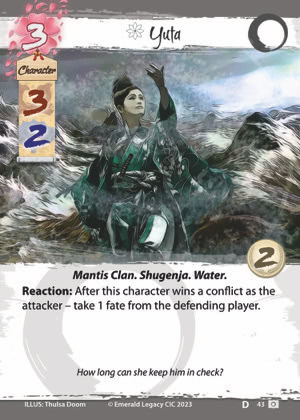 3
Yuta
Character
3
2
2
Mantis Clan. Shugenja. Water.
Reaction: After this character wins a conflict as the
attacker – take 1 fate from the defending player.
How long can she keep him in check?
ILLUS: Thulsa Doom © Emerald Legacy CIC 2023 D 43